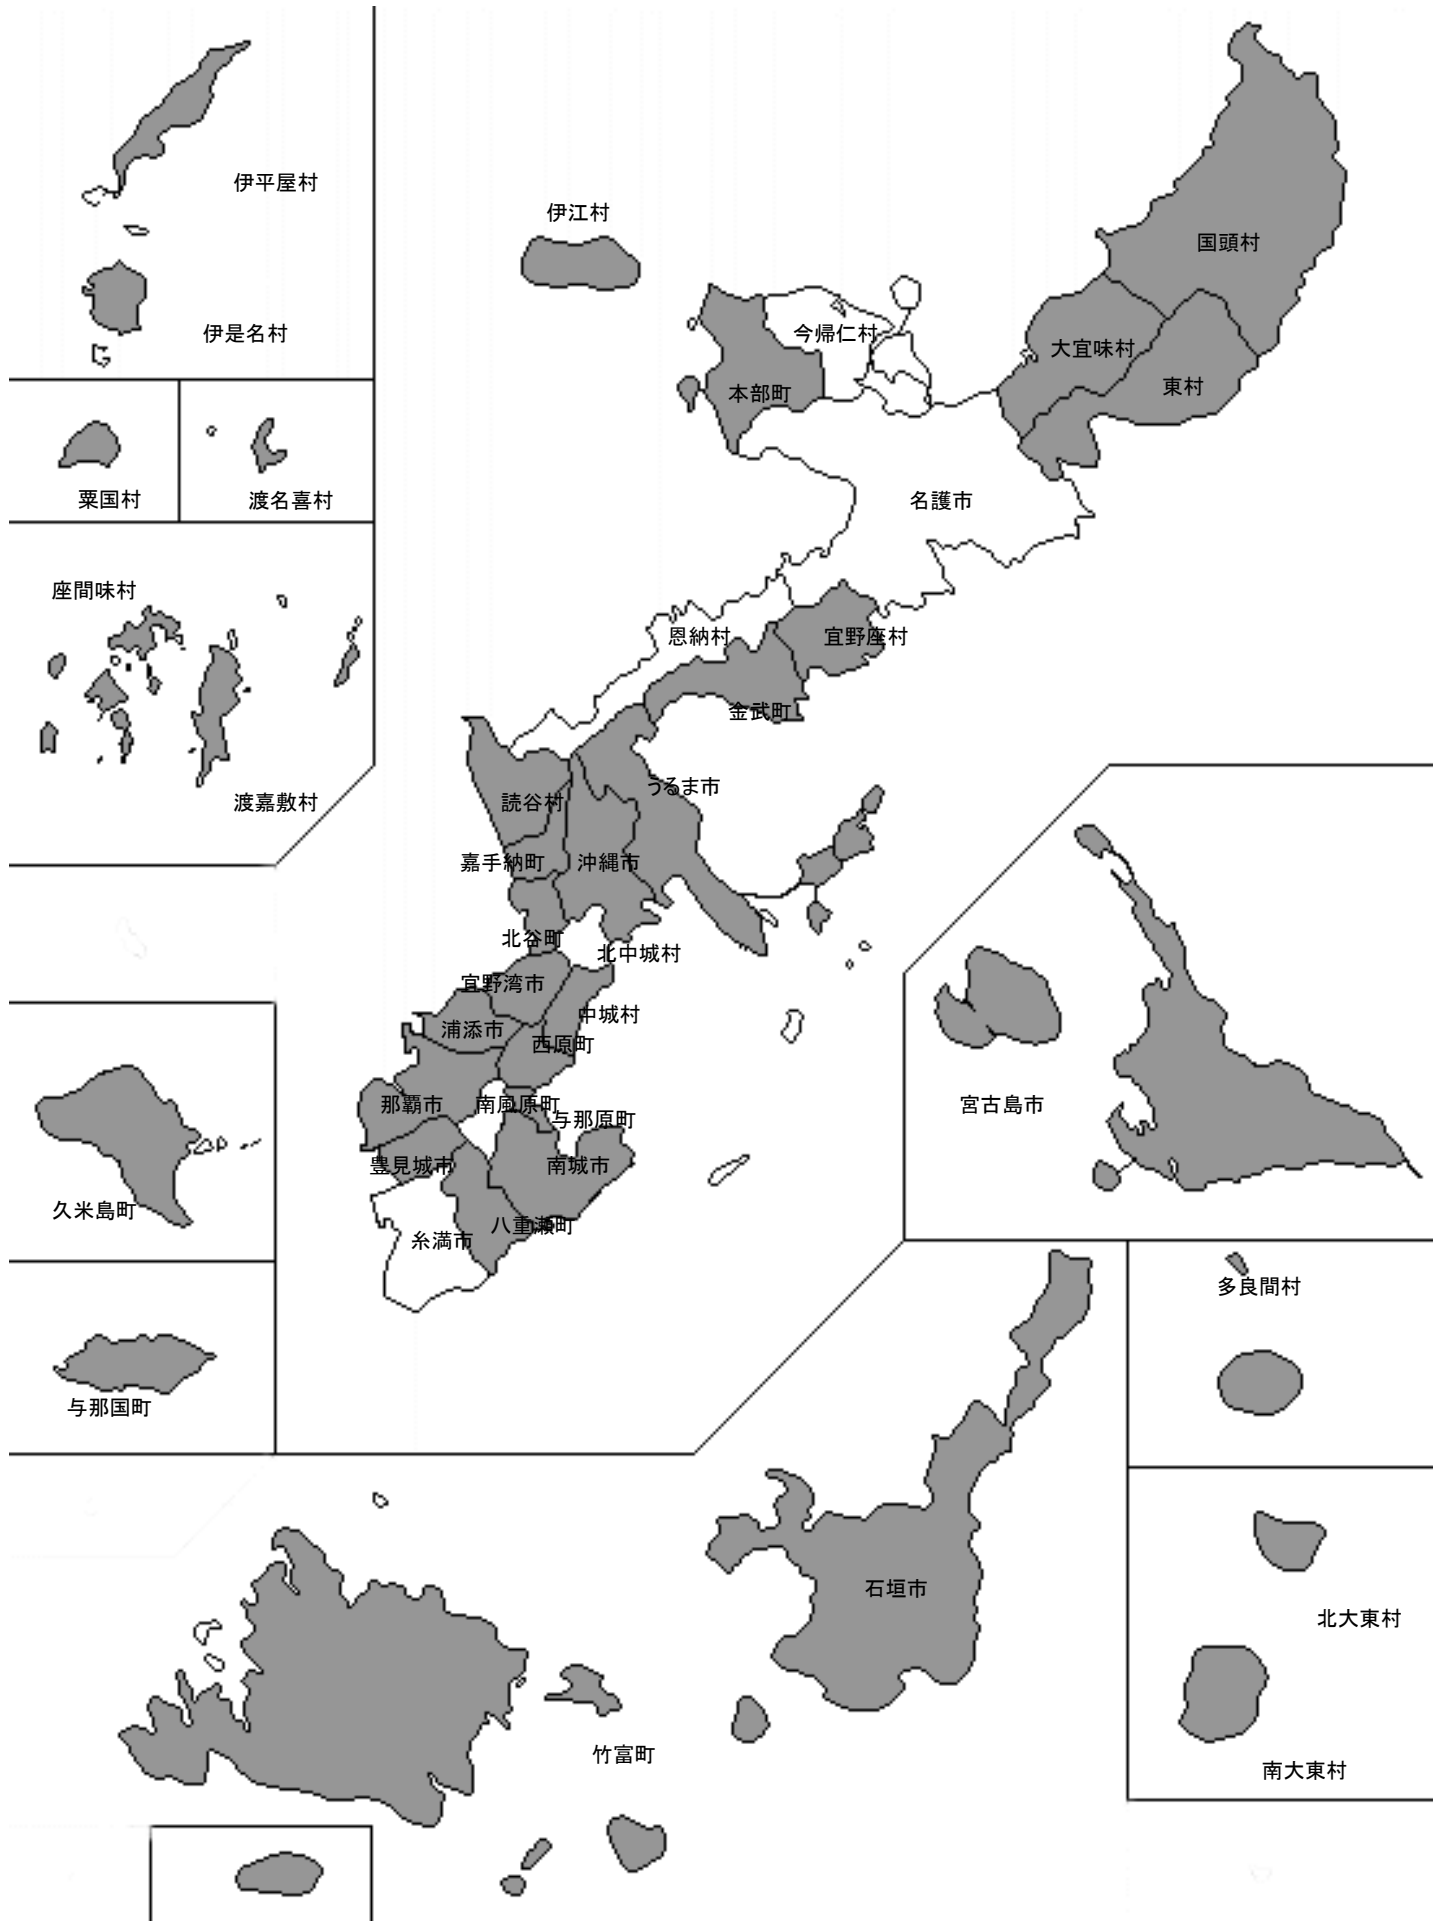 伊平屋村
伊江村
国頭村
伊是名村
今帰仁村
大宜味村
東村
本部町
粟国村
渡名喜村
名護市
座間味村
恩納村
宜野座村
金武町
うるま市
渡嘉敷村
読谷村
嘉手納町
沖縄市
北谷町
北中城村
宜野湾市
中城村
浦添市
西原町
那覇市
南風原町
与那原町
宮古島市
豊見城市
南城市
久米島町
八重瀬町
糸満市
多良間村
与那国町
石垣市
北大東村
竹富町
南大東村